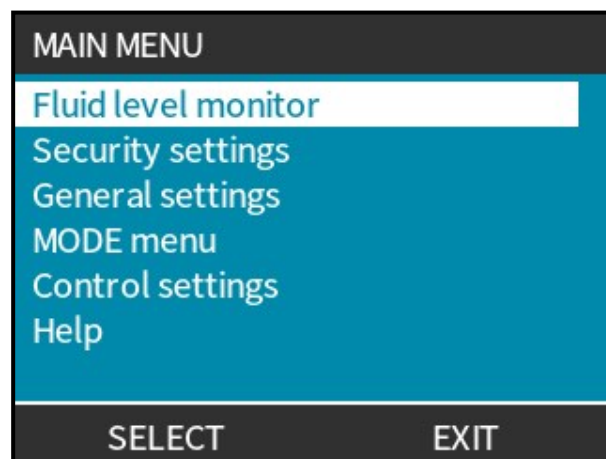 MAIN MENU
Fluid level monitor
Security settings
General settings
MODE menu
Control settings
Help
SELECT EXIT